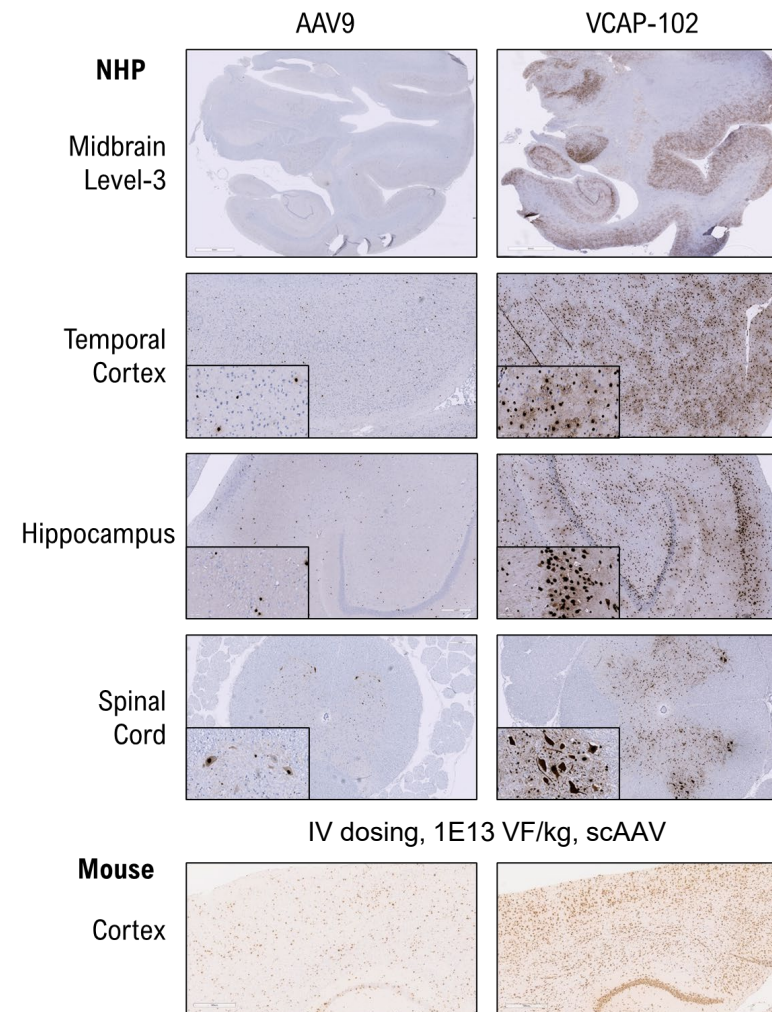 AAV9
VCAP-102
NHP
Midbrain
Level-3
Temporal
Cortex
Hippocampus
Spinal
Cord
IV dosing, 1E13 VF/kg, scAAV
Mouse
Cortex